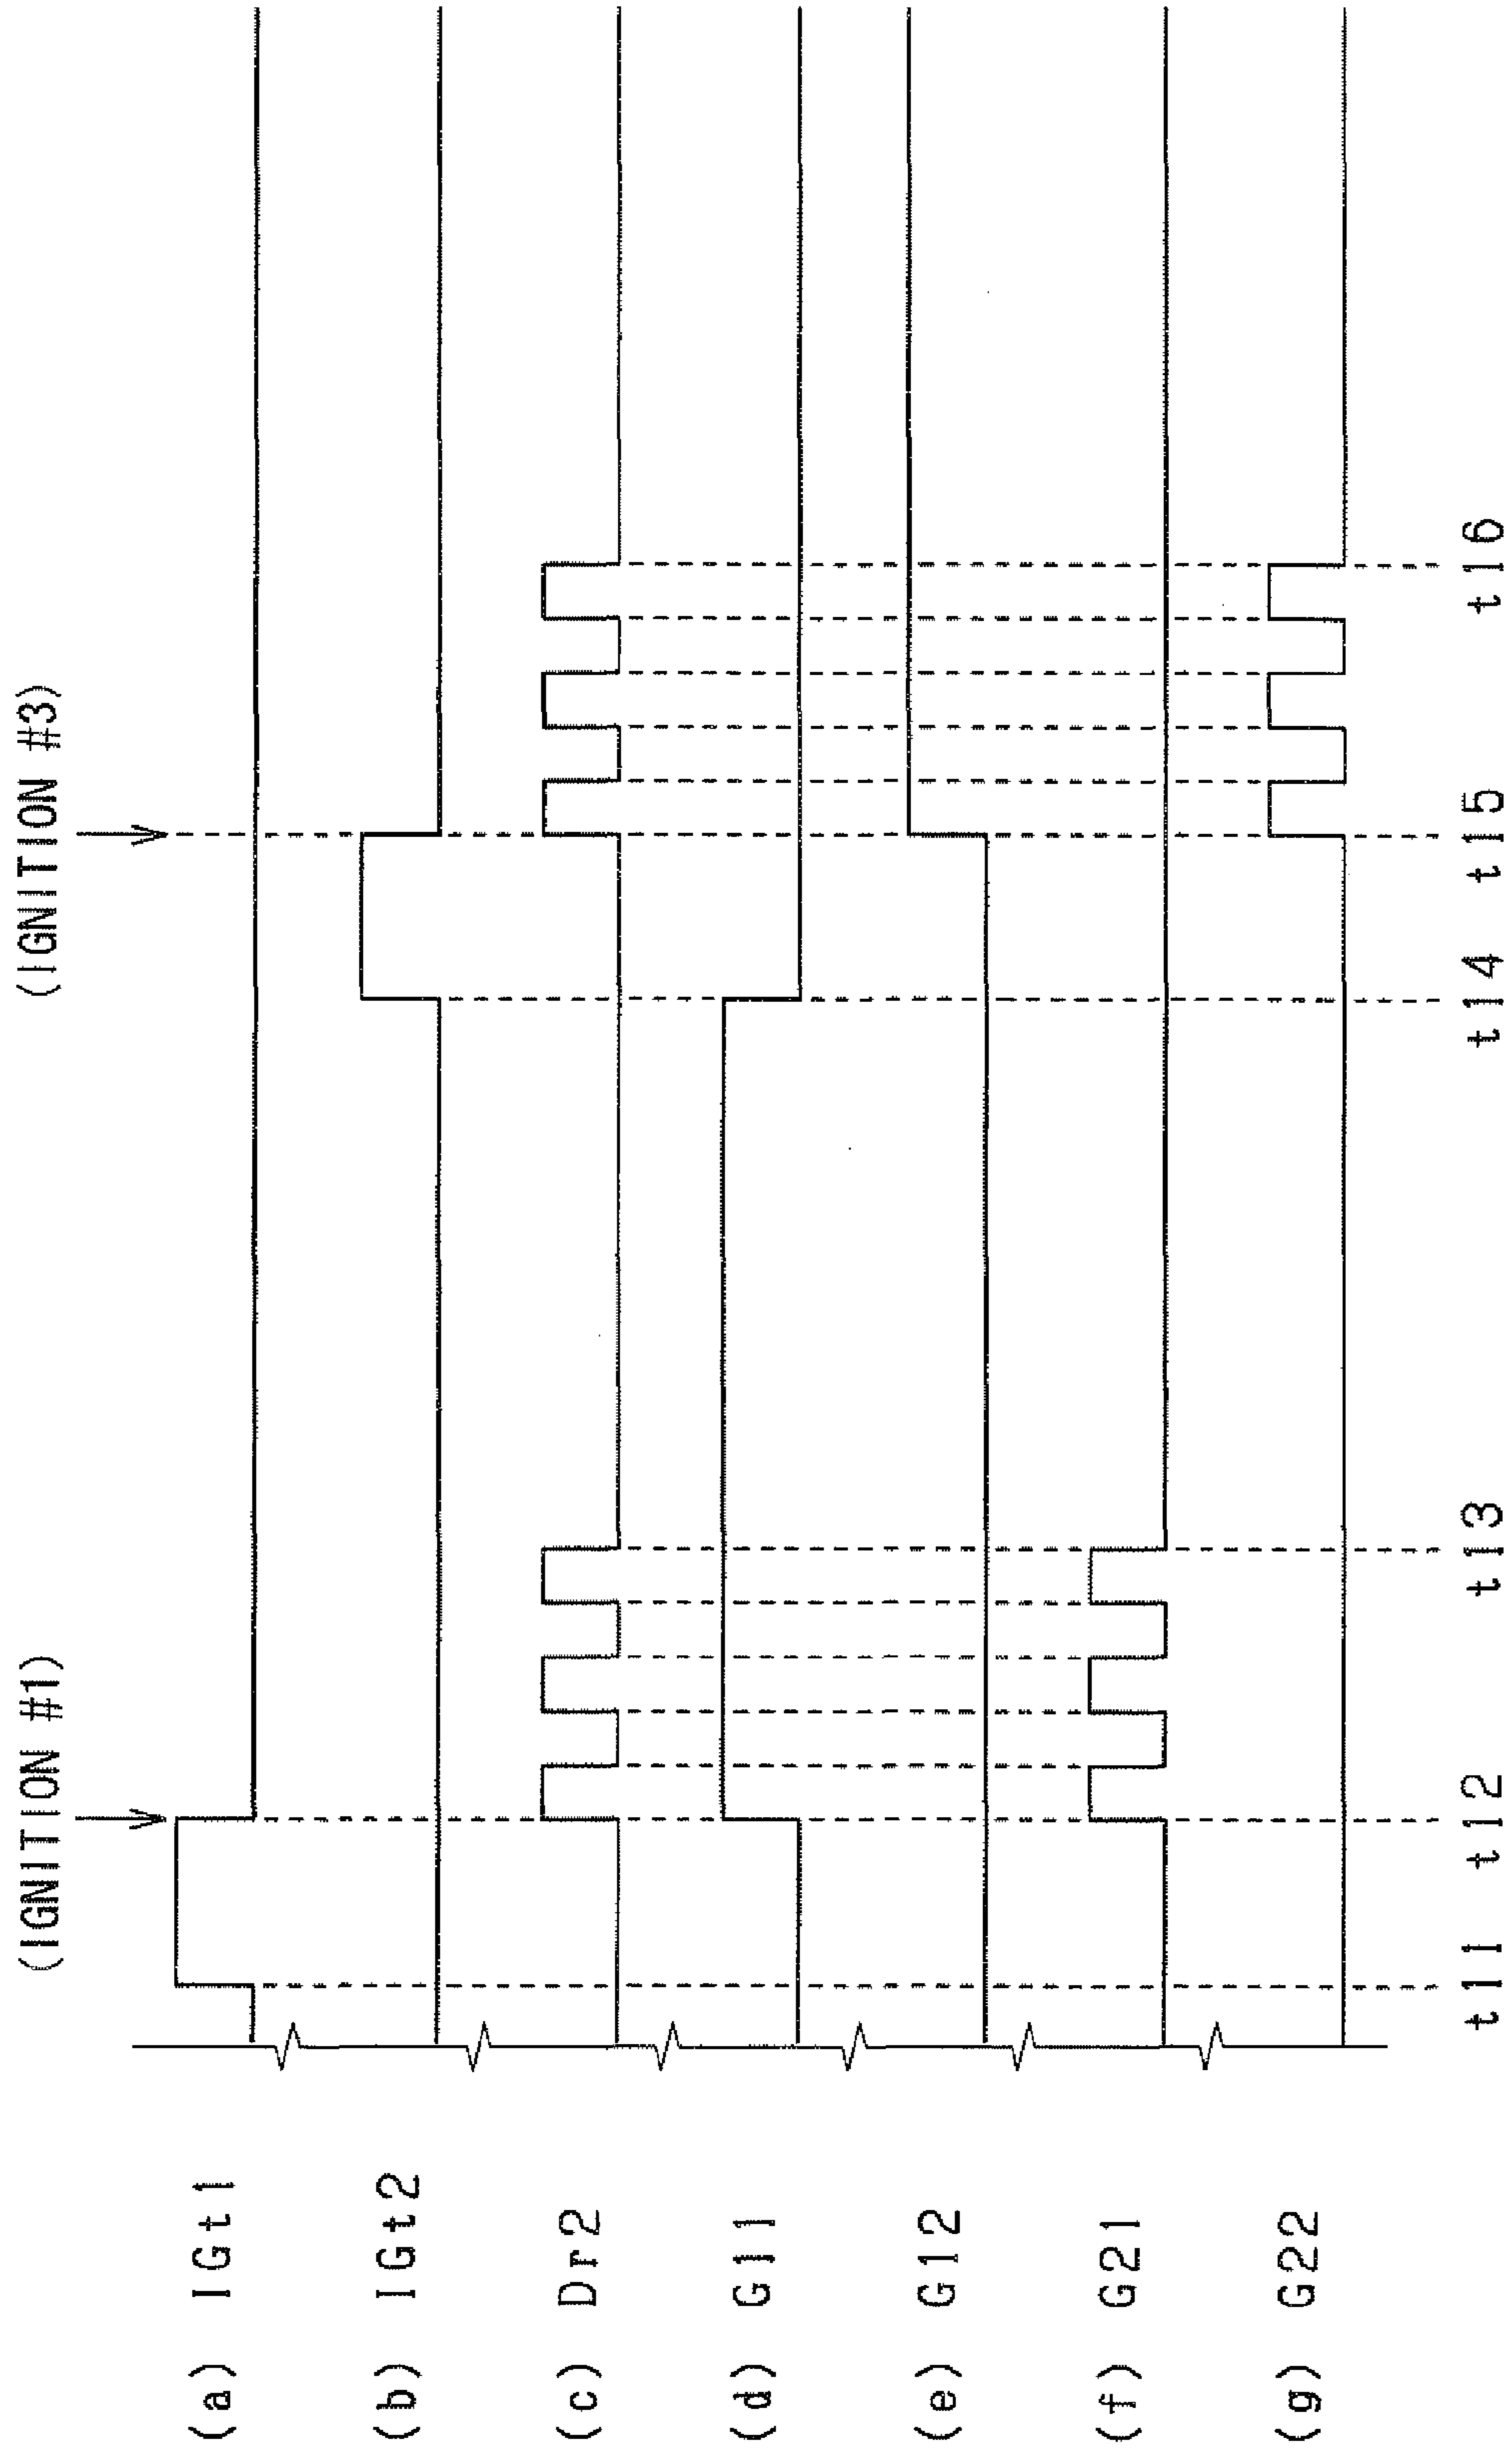 (IGNITION #1)
(IGNITION #3)
(a) IGt1
(b) IGt2
(c) Dr2
(d) G11
(e) G12
(f) G21
(g) G22
t11 t12 t13 t14 t15 t16